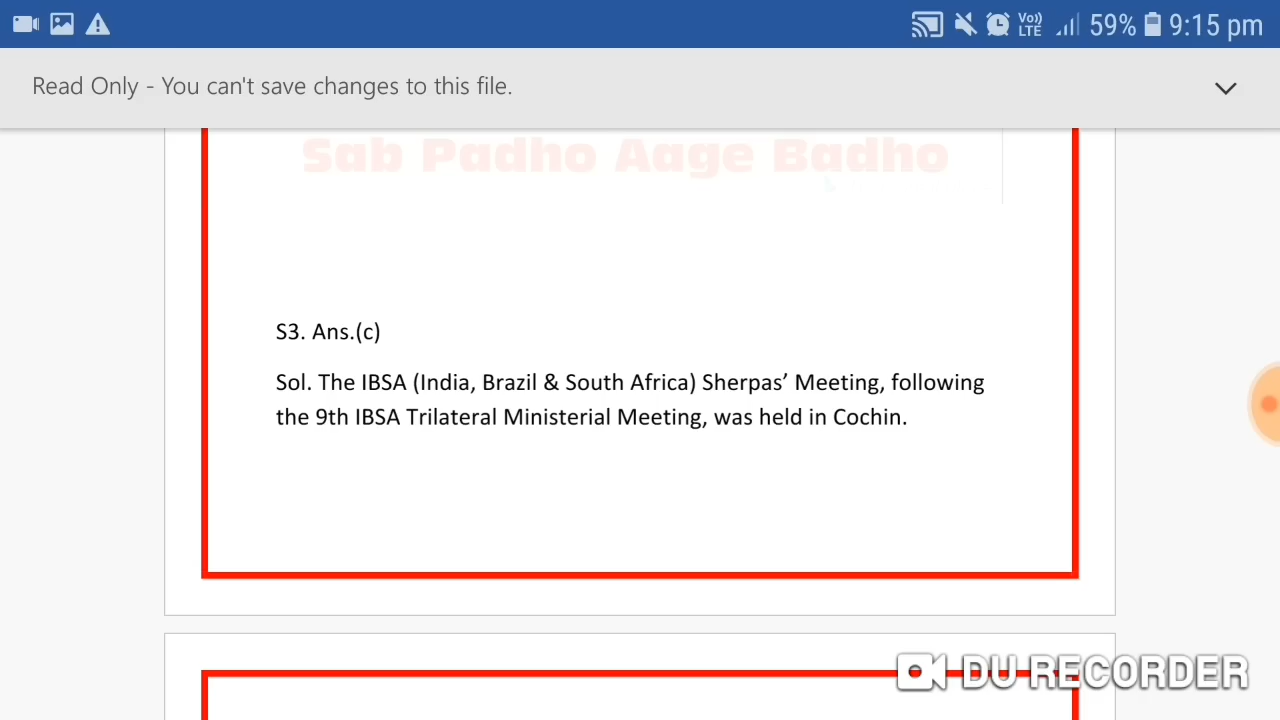 Vo))
LTE
59%
9:15 pm
Read Only - You can't save changes to this file.
Sab Padho Aage Badho
S3. Ans.(c)
Sol. The IBSA (India, Brazil & South Africa) Sherpas’ Meeting, following
the 9th IBSA Trilateral Ministerial Meeting, was held in Cochin.
DU RECORDER